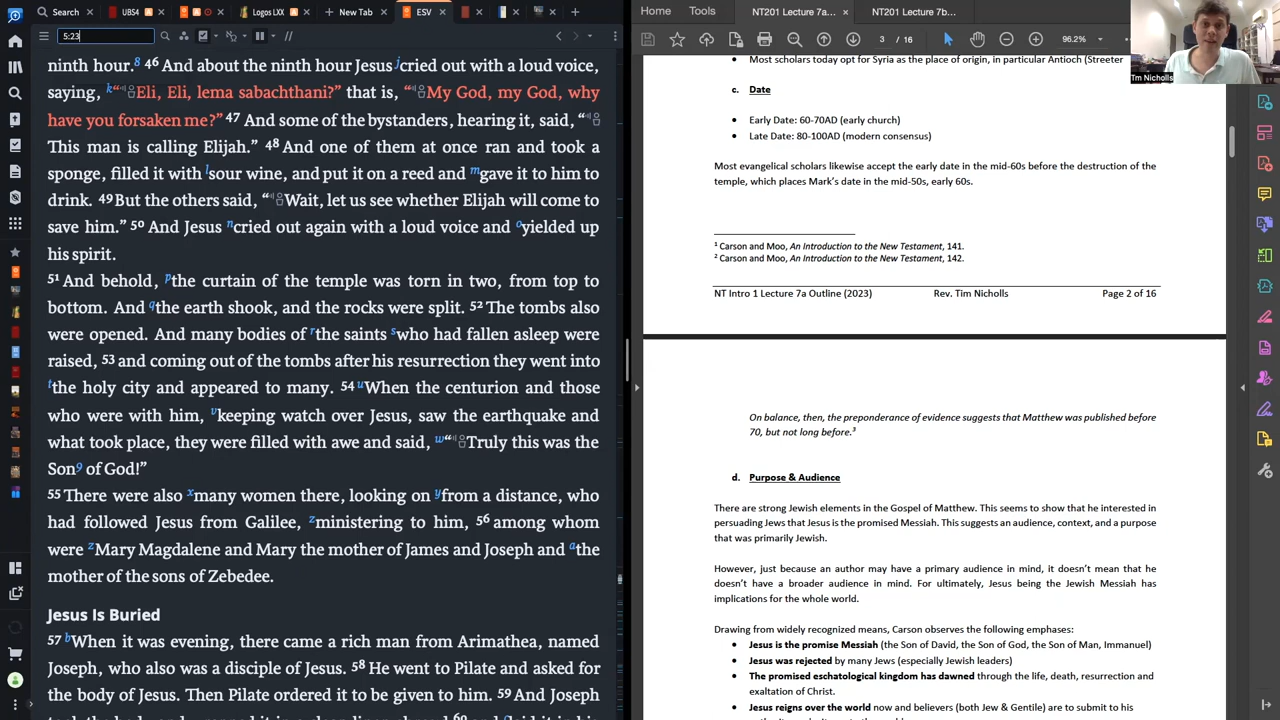 Search
UBS4
Logos LXX
New Tab
ESV
5:23
ninth hour.8 46 And about the ninth hour Jesus jcried out with a loud voice,
saying, k“Eli, Eli, lema sabachthani?” that is, “My God, my God, why
have you forsaken me?” 47 And some of the bystanders, hearing it, said, “
This man is calling Elijah.” 48 And one of them at once ran and took a
sponge, filled it with lsour wine, and put it on a reed and mgave it to him to
drink. 49 But the others said, “Wait, let us see whether Elijah will come to
save him.” 50 And Jesus ncried out again with a loud voice and oyielded up
his spirit.
51 And behold, pthe curtain of the temple was torn in two, from top to
bottom. And qthe earth shook, and the rocks were split. 52 The tombs also
were opened. And many bodies of rthe saints swho had fallen asleep were
raised, 53 and coming out of the tombs after his resurrection they went into
tthe holy city and appeared to many. 54 uWhen the centurion and those
who were with him, vkeeping watch over Jesus, saw the earthquake and
what took place, they were filled with awe and said, w“Truly this was the
Son9 of God!”
55 There were also xmany women there, looking on yfrom a distance, who
had followed Jesus from Galilee, zministering to him, 56 among whom
were zMary Magdalene and Mary the mother of James and Joseph and athe
mother of the sons of Zebedee.
Jesus Is Buried
57 bWhen it was evening, there came a rich man from Arimathea, named
Joseph, who also was a disciple of Jesus. 58 He went to Pilate and asked for
the body of Jesus. Then Pilate ordered it to be given to him. 59 And Joseph
Home
Tools
NT201 Lecture 7a...
NT201 Lecture 7b...
3 / 16
96.2%
Tm Nicholls
• Most scholars today opt for Syria as the place of origin, in particular Antioch (Streeter
c. Date
• Early Date: 60-70AD (early church)
• Late Date: 80-100AD (modern consensus)
Most evangelical scholars likewise accept the early date in the mid-60s before the destruction of the
temple, which places Mark’s date in the mid-50s, early 60s.
1 Carson and Moo, An Introduction to the New Testament, 141.
2 Carson and Moo, An Introduction to the New Testament, 142.
NT Intro 1 Lecture 7a Outline (2023) Rev. Tim Nicholls Page 2 of 16
On balance, then, the preponderance of evidence suggests that Matthew was published before
70, but not long before.3
d. Purpose & Audience
There are strong Jewish elements in the Gospel of Matthew. This seems to show that he interested in
persuading Jews that Jesus is the promised Messiah. This suggests an audience, context, and a purpose
that was primarily Jewish.
However, just because an author may have a primary audience in mind, it doesn’t mean that he
doesn’t have a broader audience in mind. For ultimately, Jesus being the Jewish Messiah has
implications for the whole world.
Drawing from widely recognized means, Carson observes the following emphases:
• Jesus is the promise Messiah (the Son of David, the Son of God, the Son of Man, Immanuel)
• Jesus was rejected by many Jews (especially Jewish leaders)
• The promised eschatological kingdom has dawned through the life, death, resurrection and
exaltation of Christ.
• Jesus reigns over the world now and believers (both Jew & Gentile) are to submit to his